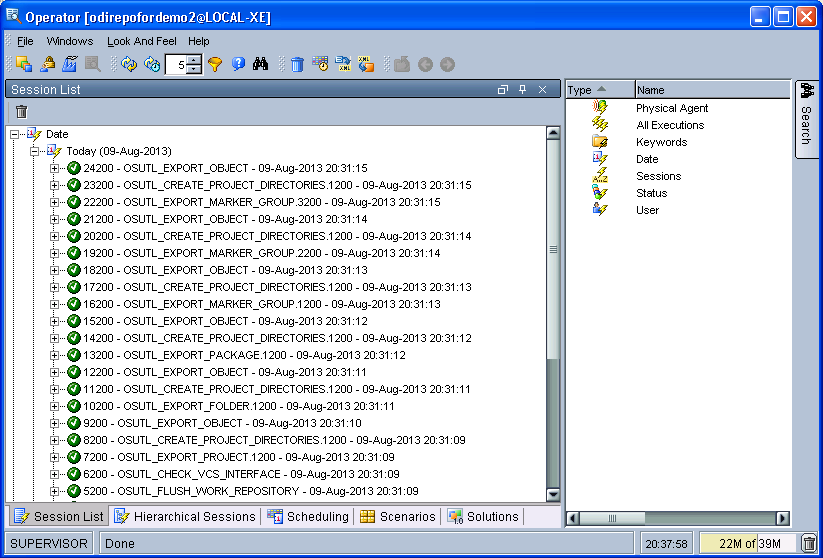 Operator [odirepofordemo2@LOCAL-XE]
File Windows Look And Feel Help
5
Session List
Date
Today (09-Aug-2013)
24200 - OSUTL_EXPORT_OBJECT - 09-Aug-2013 20:31:15
23200 - OSUTL_CREATE_PROJECT_DIRECTORIES.1200 - 09-Aug-2013 20:31:15
22200 - OSUTL_EXPORT_MARKER_GROUP.3200 - 09-Aug-2013 20:31:15
21200 - OSUTL_EXPORT_OBJECT - 09-Aug-2013 20:31:14
20200 - OSUTL_CREATE_PROJECT_DIRECTORIES.1200 - 09-Aug-2013 20:31:14
19200 - OSUTL_EXPORT_MARKER_GROUP.2200 - 09-Aug-2013 20:31:14
18200 - OSUTL_EXPORT_OBJECT - 09-Aug-2013 20:31:13
17200 - OSUTL_CREATE_PROJECT_DIRECTORIES.1200 - 09-Aug-2013 20:31:13
16200 - OSUTL_EXPORT_MARKER_GROUP.1200 - 09-Aug-2013 20:31:13
15200 - OSUTL_EXPORT_OBJECT - 09-Aug-2013 20:31:12
14200 - OSUTL_CREATE_PROJECT_DIRECTORIES.1200 - 09-Aug-2013 20:31:12
13200 - OSUTL_EXPORT_PACKAGE.1200 - 09-Aug-2013 20:31:12
12200 - OSUTL_EXPORT_OBJECT - 09-Aug-2013 20:31:11
11200 - OSUTL_CREATE_PROJECT_DIRECTORIES.1200 - 09-Aug-2013 20:31:11
10200 - OSUTL_EXPORT_FOLDER.1200 - 09-Aug-2013 20:31:11
9200 - OSUTL_EXPORT_OBJECT - 09-Aug-2013 20:31:10
8200 - OSUTL_CREATE_PROJECT_DIRECTORIES.1200 - 09-Aug-2013 20:31:09
7200 - OSUTL_EXPORT_PROJECT.1200 - 09-Aug-2013 20:31:09
6200 - OSUTL_CHECK_VCS_INTERFACE - 09-Aug-2013 20:31:09
5200 - OSUTL_FLUSH_WORK_REPOSITORY - 09-Aug-2013 20:31:09
Session List Hierarchical Sessions Scheduling Scenarios Solutions
Type Name
Physical Agent
All Executions
Keywords
Date
Sessions
Status
User
Search
SUPERVISOR Done 20:37:58 22M of 39M